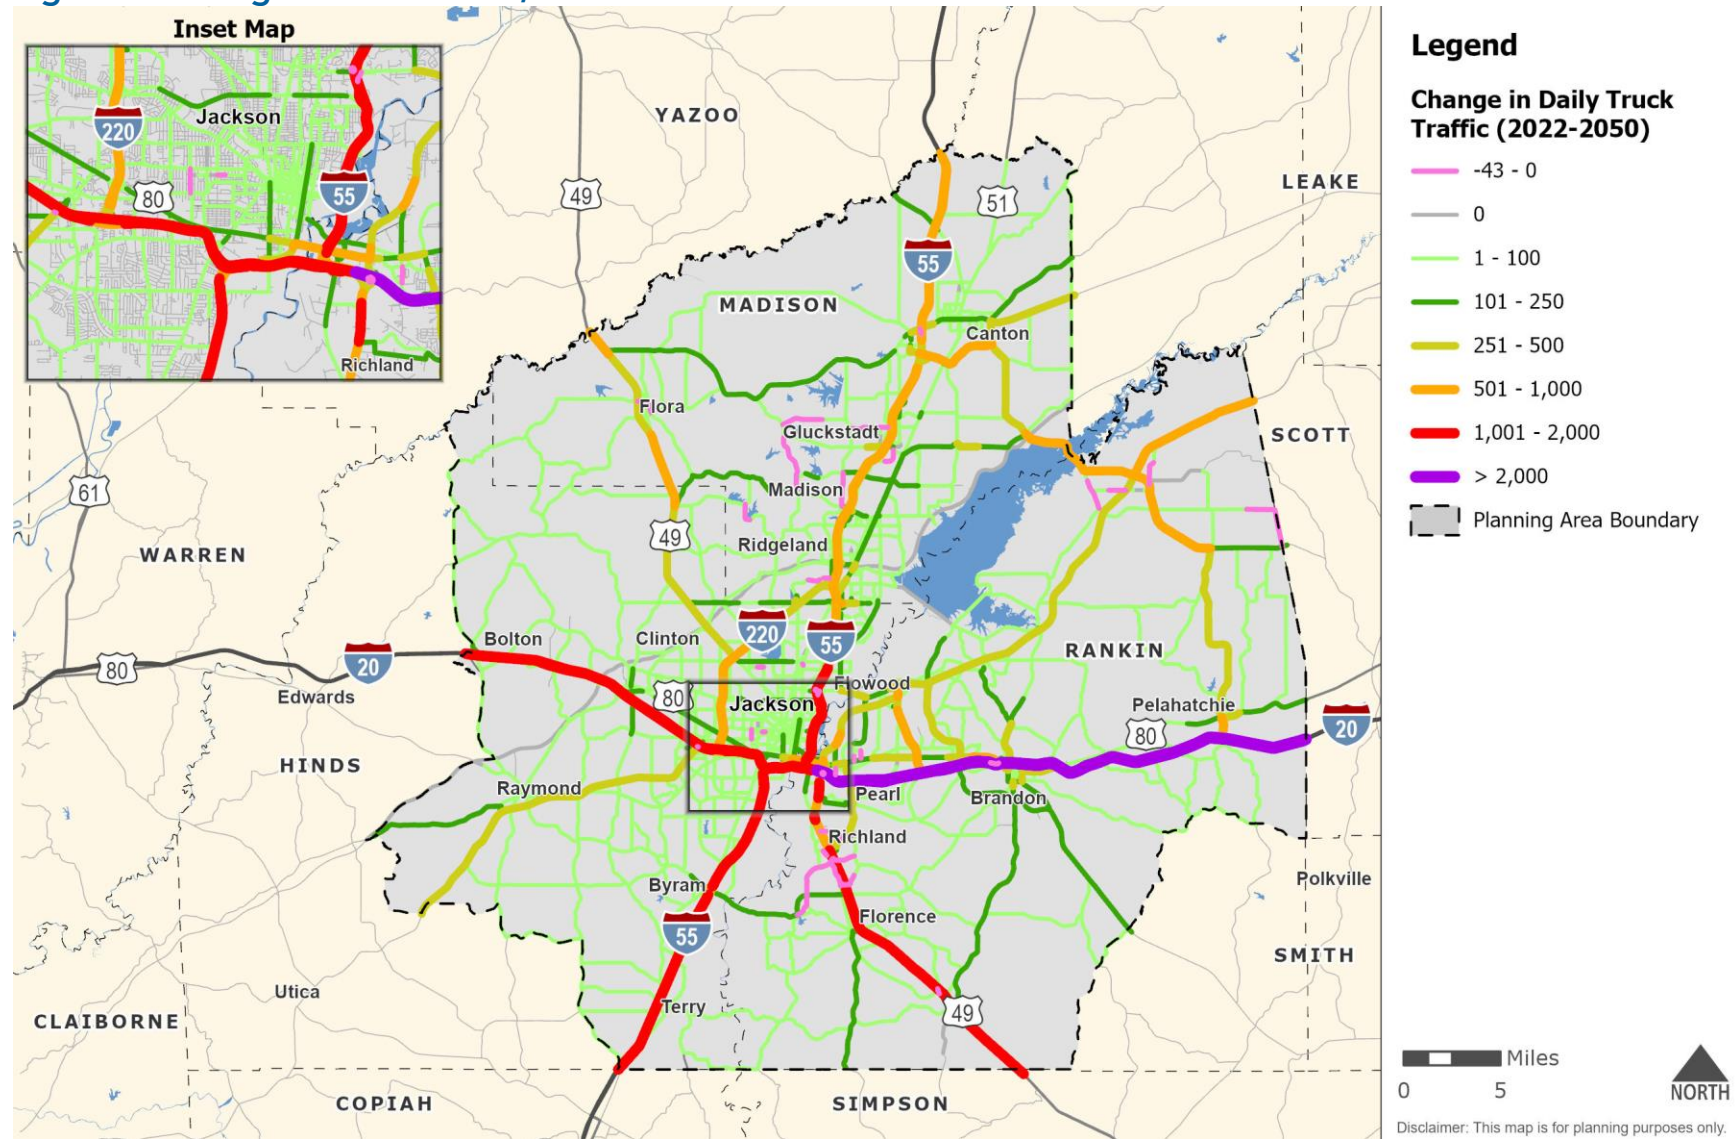 Inset Map
Jackson
220
80
55
Richland
YAZOO
LEAKE
49
51
55
MADISON
Canton
Flora
Gluckstadt
SCOTT
61
Madison
49
Ridgeland
WARREN
Bolton
Clinton
220
55
RANKIN
80
20
Edwards
80
Flowood
Jackson
Pelahatchie
80
20
HINDS
Raymond
Pearl
Brandon
Richland
Byram
Polkville
Florence
55
SMITH
Utica
Terry
49
CLAIBORNE
COPIAH
SIMPSON
Legend
Change in Daily Truck
Traffic (2022-2050)
-43 - 0
0
1 - 100
101 - 250
251 - 500
501 - 1,000
1,001 - 2,000
> 2,000
Planning Area Boundary
Miles
0 5
NORTH
Disclaimer: This map is for planning purposes only.